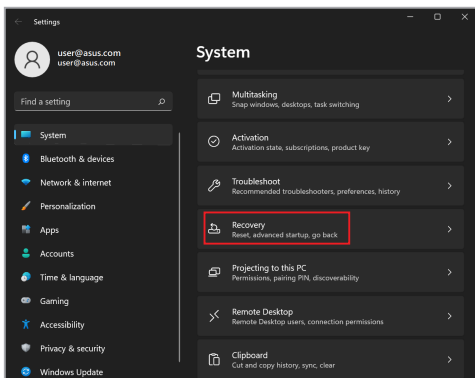 Settings
user@asus.com
user@asus.com
Find a setting
System
Bluetooth & devices
Network & internet
Personalization
Apps
Accounts
Time & language
Gaming
Accessibility
Privacy & security
Windows Update
System
Multitasking
Snap windows, desktops, task switching
Activation
Activation state, subscriptions, product key
Troubleshoot
Recommended troubleshooters, preferences, history
Recovery
Reset, advanced startup, go back
Projecting to this PC
Permissions, pairing PIN, discoverability
Remote Desktop
Remote Desktop users, connection permissions
Clipboard
Cut and copy history, sync, clear